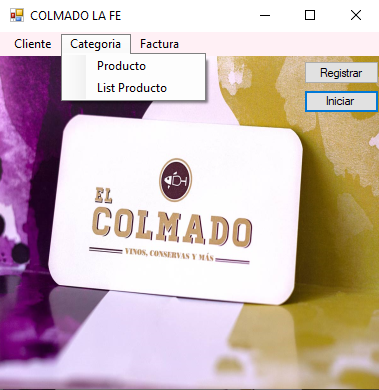 COLMADO LA FE
Cliente Categoria Factura
Producto
List Producto
Registrar
Iniciar
EL
COLMADO
VINOS, CONSERVAS Y MÁS